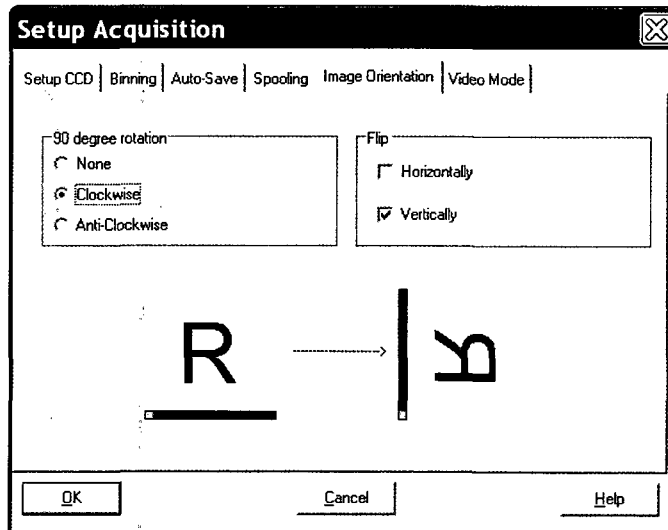 Setup Acquisition
Setup CCD Binning Auto-Save Spooling Image Orientation Video Mode
90 degree rotation
None
Clockwise
Anti-Clockwise
Flip
Horizontally
Vertically
R R
OK Cancel Help